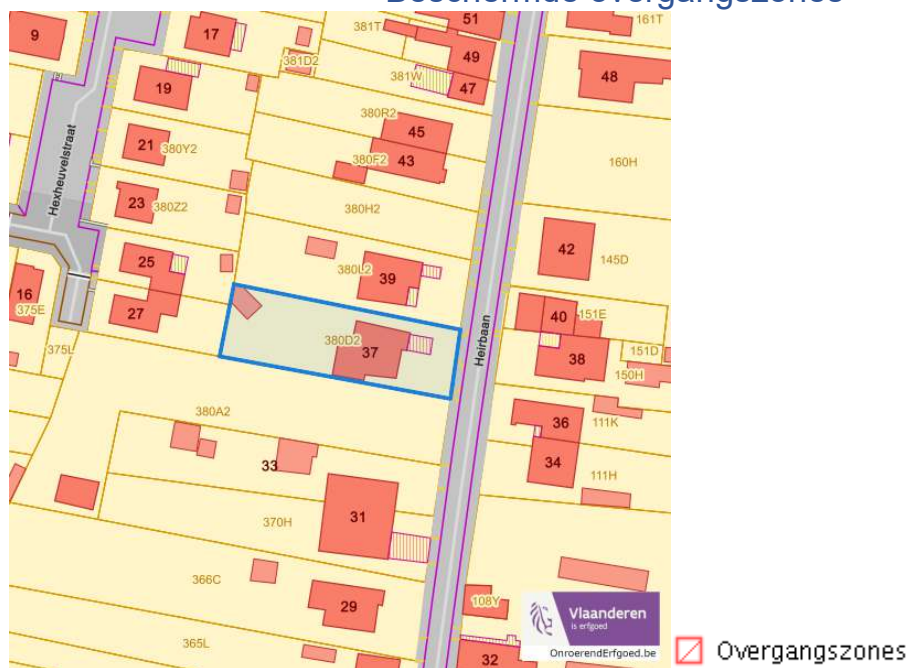 Beschermde overgangszones
9
17
381D2
381T
51
161T
49
48
381W
47
19
380R2
45
21
380Y2
380F2
43
160H
Hexheuvelstraat
23
380Z2
380H2
42
145D
25
380L2
39
16
375E
27
40
151E
380D2
37
Heirbaan
38
151D
375L
150H
380A2
36
111K
33
34
111H
31
370H
366C
29
108Y
365L
32
Vlaanderen
is erfgoed
OnroerendErfgoed.be
Overgangszones